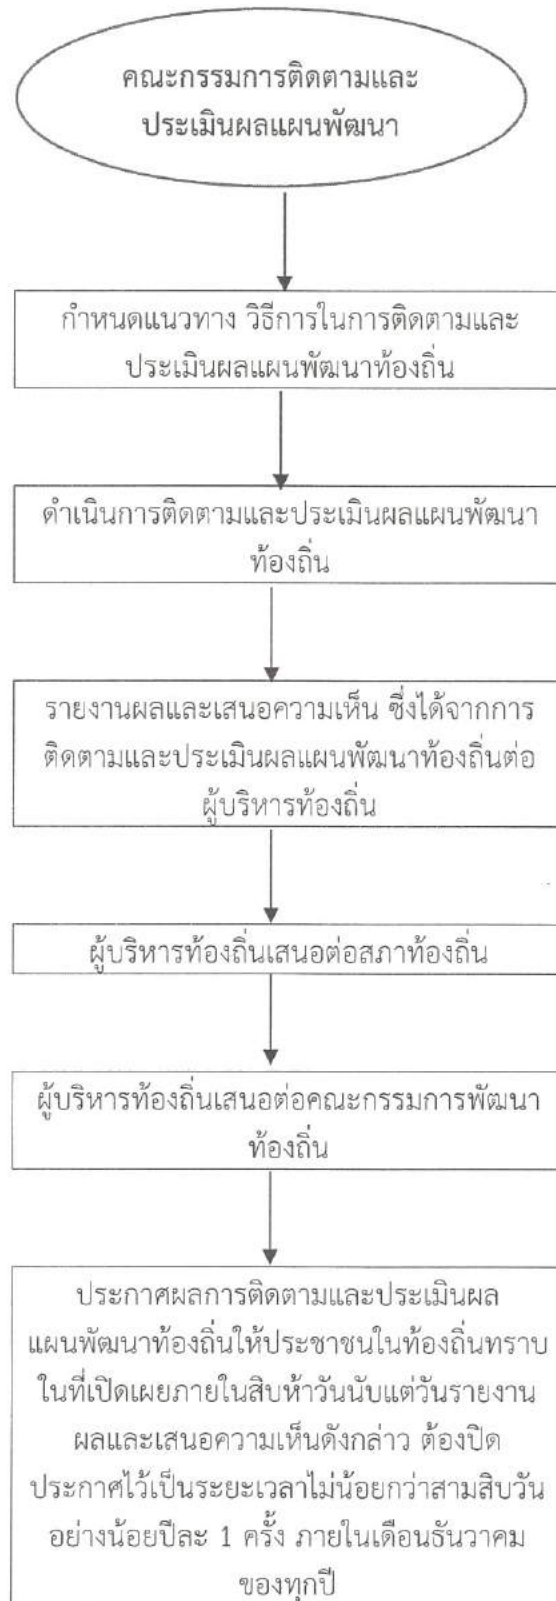 คณะกรรมการติดตามและ
ประเมินผลแผนพัฒนา
กำหนดแนวทาง วิธีการในการติดตามและ
ประเมินผลแผนพัฒนาท้องถิ่น
ดำเนินการติดตามและประเมินผลแผนพัฒนา
ท้องถิ่น
รายงานผลและเสนอความเห็น ซึ่งได้จากการ
ติดตามและประเมินผลแผนพัฒนาท้องถิ่นต่อ
ผู้บริหารท้องถิ่น
ผู้บริหารท้องถิ่นเสนอต่อสภาท้องถิ่น
ผู้บริหารท้องถิ่นเสนอต่อคณะกรรมการพัฒนา
ท้องถิ่น
ประกาศผลการติดตามและประเมินผล
แผนพัฒนาท้องถิ่นให้ประชาชนในท้องถิ่นทราบ
ในที่เปิดเผยภายในสิบห้าวันนับแต่วันรายงาน
ผลและเสนอความเห็นดังกล่าว ต้องปิด
ประกาศไว้เป็นระยะเวลาไม่น้อยกว่าสามสิบวัน
อย่างน้อยปีละ 1 ครั้ง ภายในเดือนธันวาคม
ของทุกปี